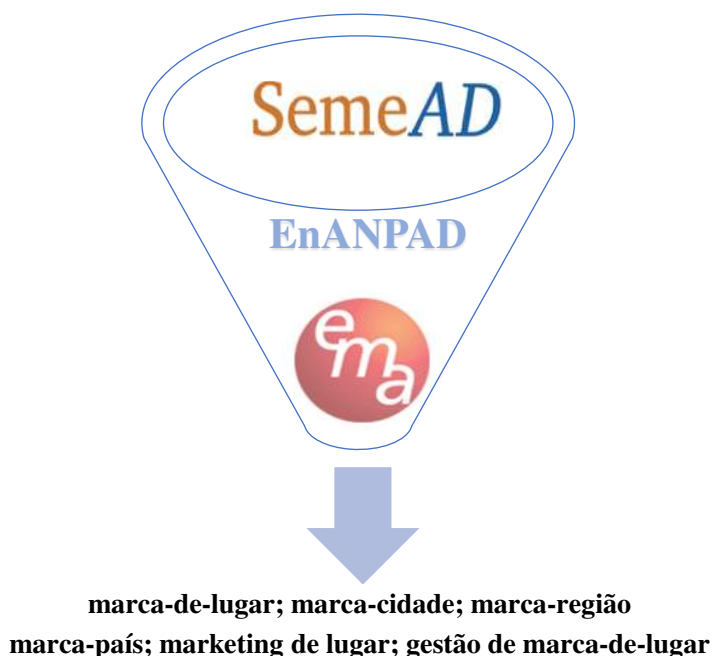 SemeAD
EnANPAD
ema
marca-de-lugar; marca-cidade; marca-região
marca-país; marketing de lugar; gestão de marca-de-lugar